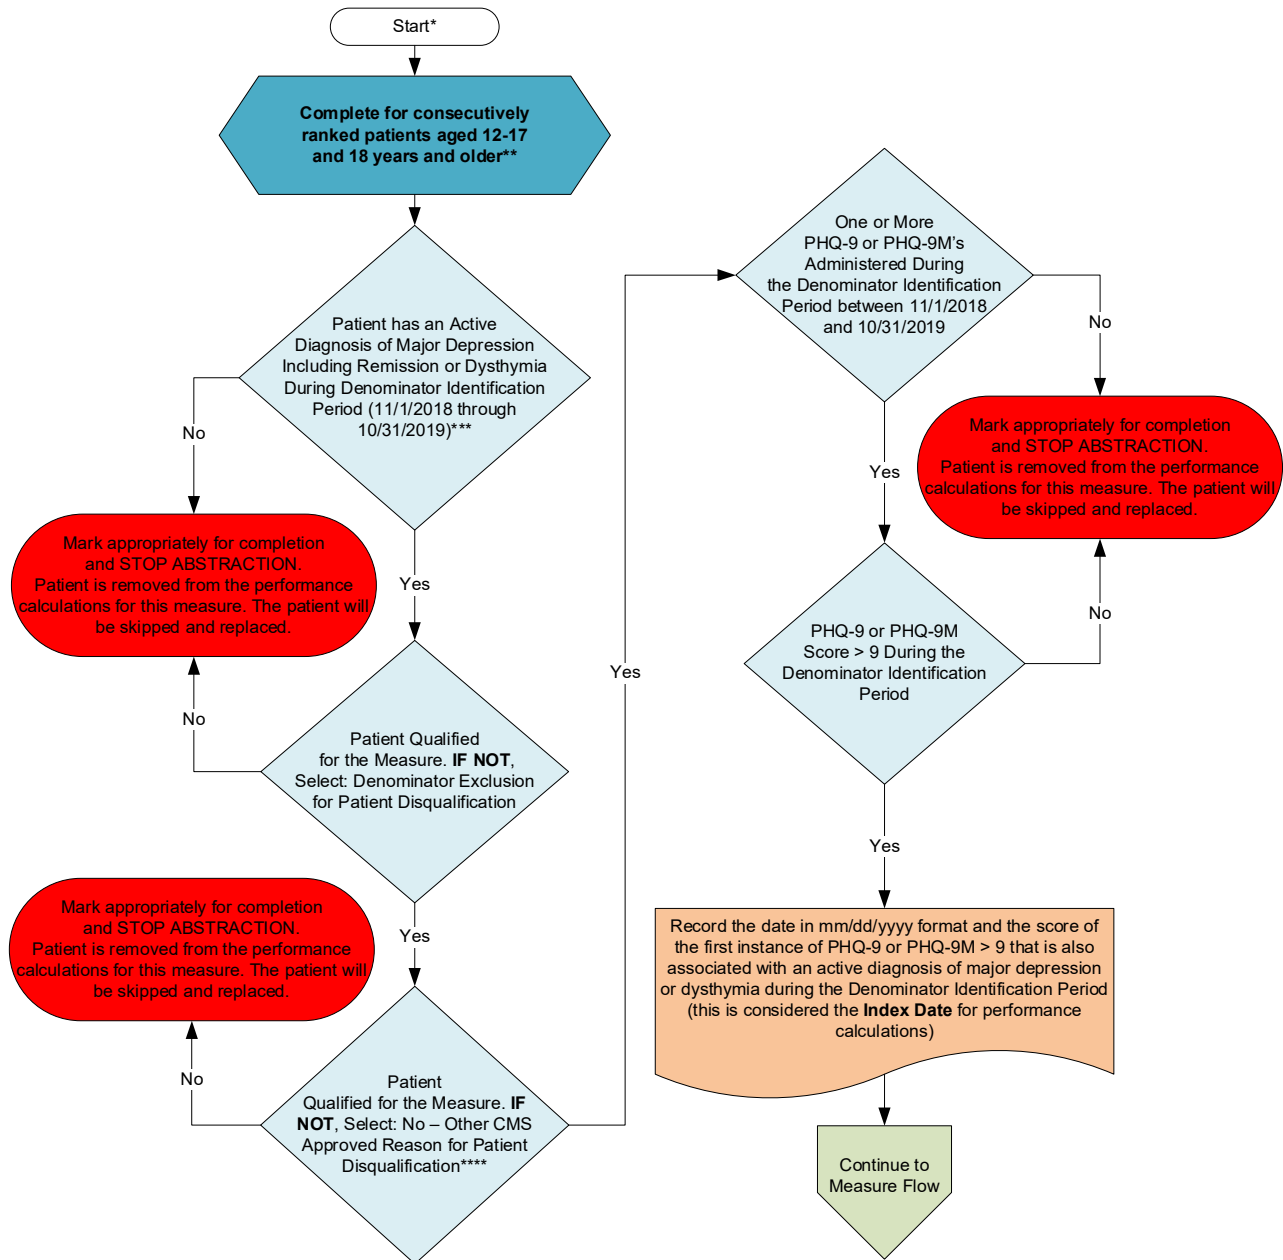 Start*
Complete for consecutively
ranked patients aged 12-17
and 18 years and older**
Patient has an Active
Diagnosis of Major Depression
Including Remission or Dysthymia
During Denominator Identification
Period (11/1/2018 through
10/31/2019)***
No
Mark appropriately for completion
and STOP ABSTRACTION.
Patient is removed from the performance
calculations for this measure. The patient will
be skipped and replaced.
Yes
No
Patient Qualified
for the Measure. IF NOT,
Select: Denominator Exclusion
for Patient Disqualification
Mark appropriately for completion
and STOP ABSTRACTION.
Patient is removed from the performance
calculations for this measure. The patient will
be skipped and replaced.
Yes
No
Patient
Qualified for the Measure. IF
NOT, Select: No – Other CMS
Approved Reason for Patient
Disqualification****
Yes
One or More
PHQ-9 or PHQ-9M's
Administered During
the Denominator Identification
Period between 11/1/2018
and 10/31/2019
No
Mark appropriately for completion
and STOP ABSTRACTION.
Patient is removed from the performance
calculations for this measure. The patient will
be skipped and replaced.
Yes
No
PHQ-9 or PHQ-9M
Score > 9 During the
Denominator Identification
Period
Yes
Record the date in mm/dd/yyyy format and the score of
the first instance of PHQ-9 or PHQ-9M > 9 that is also
associated with an active diagnosis of major depression
or dysthymia during the Denominator Identification Period
(this is considered the Index Date for performance
calculations)
Continue to
Measure Flow